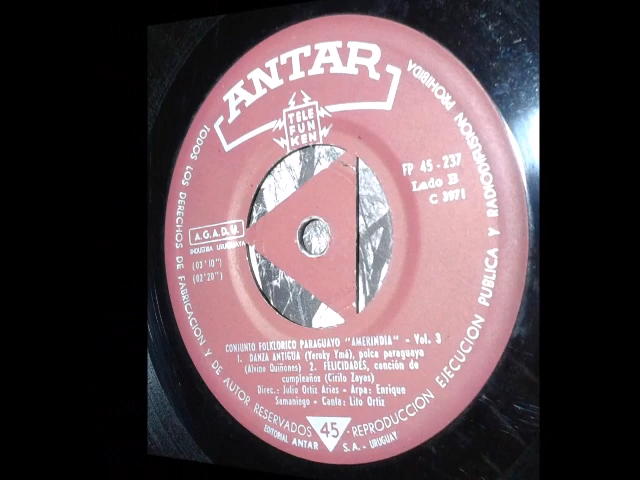 ANTAR
TELE
FUN
KEN
FP 45-237
Lado B
C 3971
A.G.A.D.U.
INDUSTRIA URUGUAYA
(03'10")
(02'20")
CONJUNTO FOLKLORICO PARAGUAYO "AMERINDIA" - Vol. 3
1. DANZA ANTIGUA (Yeroky Ymá), polca paraguaya
(Alvino Quiñones) 2. FELICIDADES, canción de
cumpleaños (Cirilo Zayas)
Direc.: Julio Ortiz Arias - Arpa: Enrique
Samaniego - Canta: Lito Ortiz
TODOS LOS DERECHOS DE FABRICACION Y DE AUTOR RESERVADOS - REPRODUCCION EJECUCION PUBLICA Y RADIODIFUSION PROHIBIDA
45
EDITORIAL ANTAR S.A. - URUGUAY